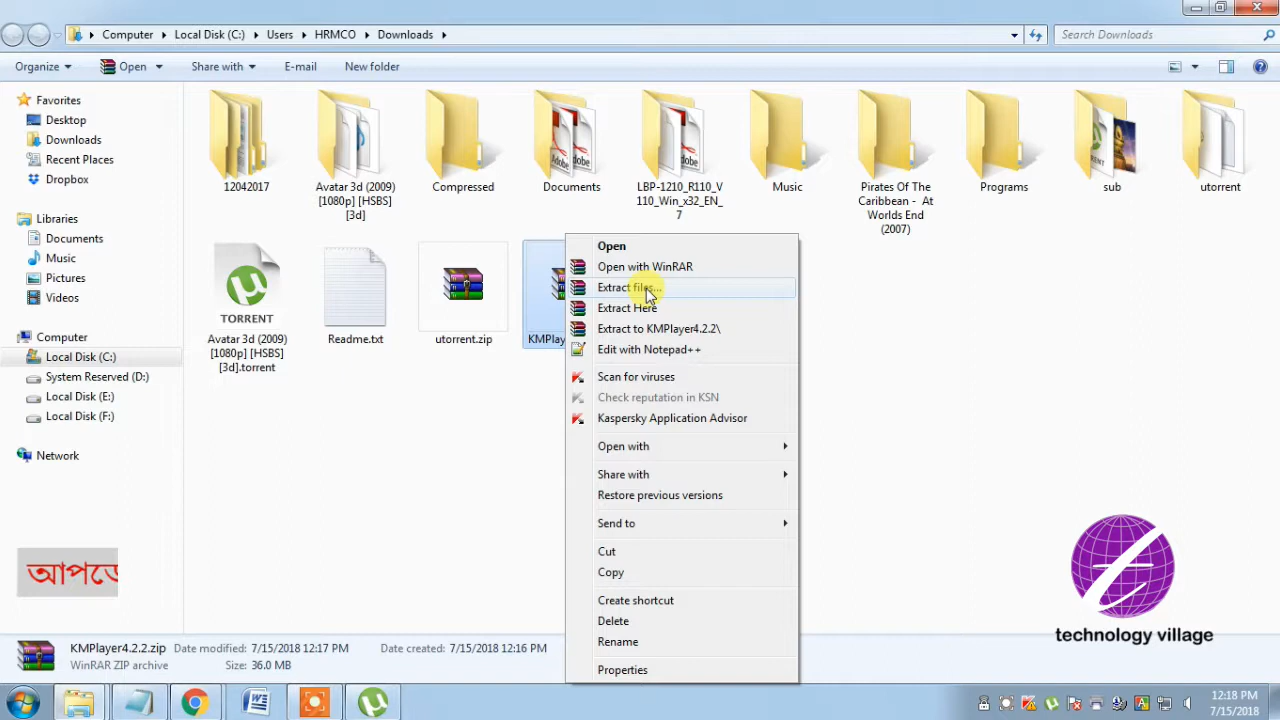 Computer Local Disk (C:) Users HRMCO Downloads
Search Downloads
Organize Open Share with E-mail New folder
Favorites
Desktop
Downloads
Recent Places
Dropbox
Libraries
Documents
Music
Pictures
Videos
Computer
Local Disk (C:)
System Reserved (D:)
Local Disk (E:)
Local Disk (F:)
Network
12042017
Avatar 3d (2009)
[1080p] [HSBS]
[3d]
Compressed
Documents
LBP-1210_R110_V
110_Win_x32_EN_
7
Music
Pirates Of The
Caribbean - At
Worlds End
(2007)
Programs
sub
utorrent
TORRENT
Avatar 3d (2009)
[1080p] [HSBS]
[3d].torrent
Readme.txt
utorrent.zip
KMPlay
Open
Open with WinRAR
Extract files...
Extract Here
Extract to KMPlayer4.2.2\
Edit with Notepad++
Scan for viruses
Check reputation in KSN
Kaspersky Application Advisor
Open with
Share with
Restore previous versions
Send to
Cut
Copy
Create shortcut
Delete
Rename
Properties
আপডে
technology village
KMPlayer4.2.2.zip Date modified: 7/15/2018 12:17 PM Date created: 7/15/2018 12:16 PM
WinRAR ZIP archive Size: 36.0 MB
12:18 PM
7/15/2018